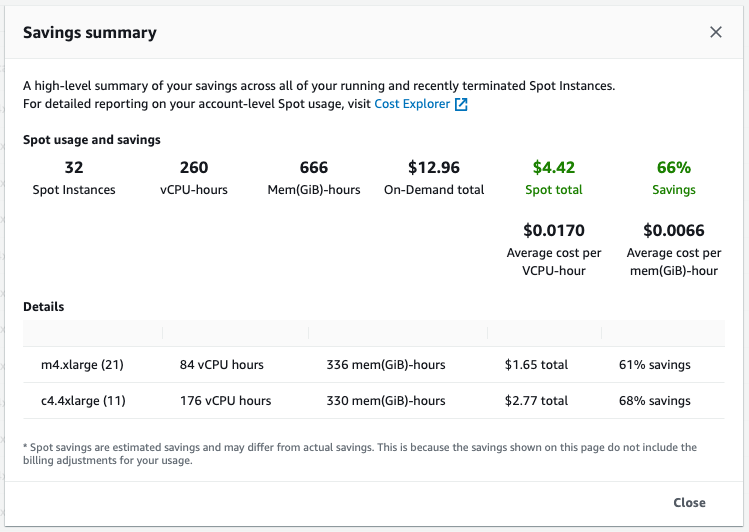 Savings summary
A high-level summary of your savings across all of your running and recently terminated Spot Instances.
For detailed reporting on your account-level Spot usage, visit Cost Explorer
Spot usage and savings
32 260 666 $12.96 $4.42 66%
Spot Instances vCPU-hours Mem(GiB)-hours On-Demand total Spot total Savings
$0.0170 $0.0066
Average cost per Average cost per
VCPU-hour mem(GiB)-hour
Details
m4.xlarge (21) 84 vCPU hours 336 mem(GiB)-hours $1.65 total 61% savings
c4.4xlarge (11) 176 vCPU hours 330 mem(GiB)-hours $2.77 total 68% savings
* Spot savings are estimated savings and may differ from actual savings. This is because the savings shown on this page do not include the
billing adjustments for your usage.
Close